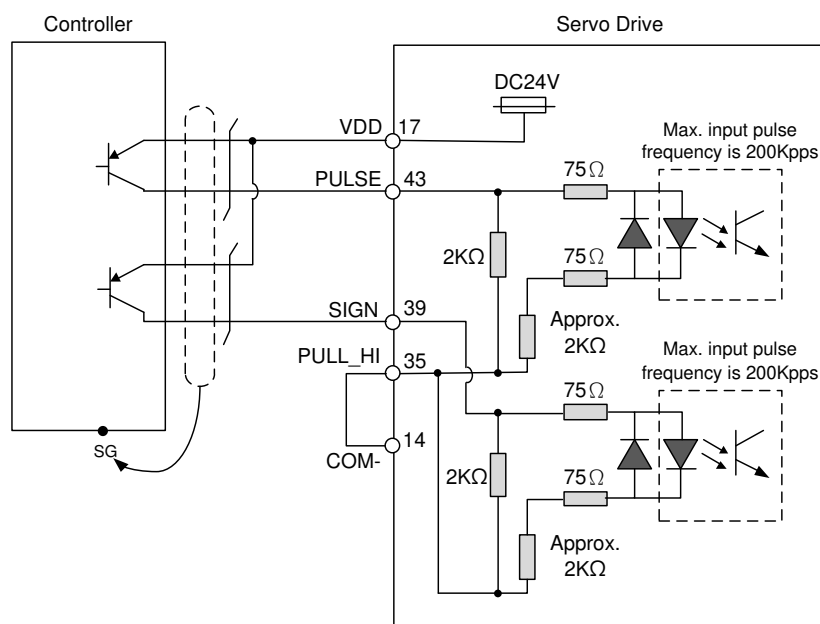 Controller
Servo Drive
DC24V
VDD
17
Max. input pulse
frequency is 200Kpps
PULSE
43
75Ω
2KΩ
75Ω
SIGN
39
Approx.
2KΩ
PULL_HI
35
Max. input pulse
frequency is 200Kpps
75Ω
14
COM-
SG
2KΩ
75Ω
Approx.
2KΩ